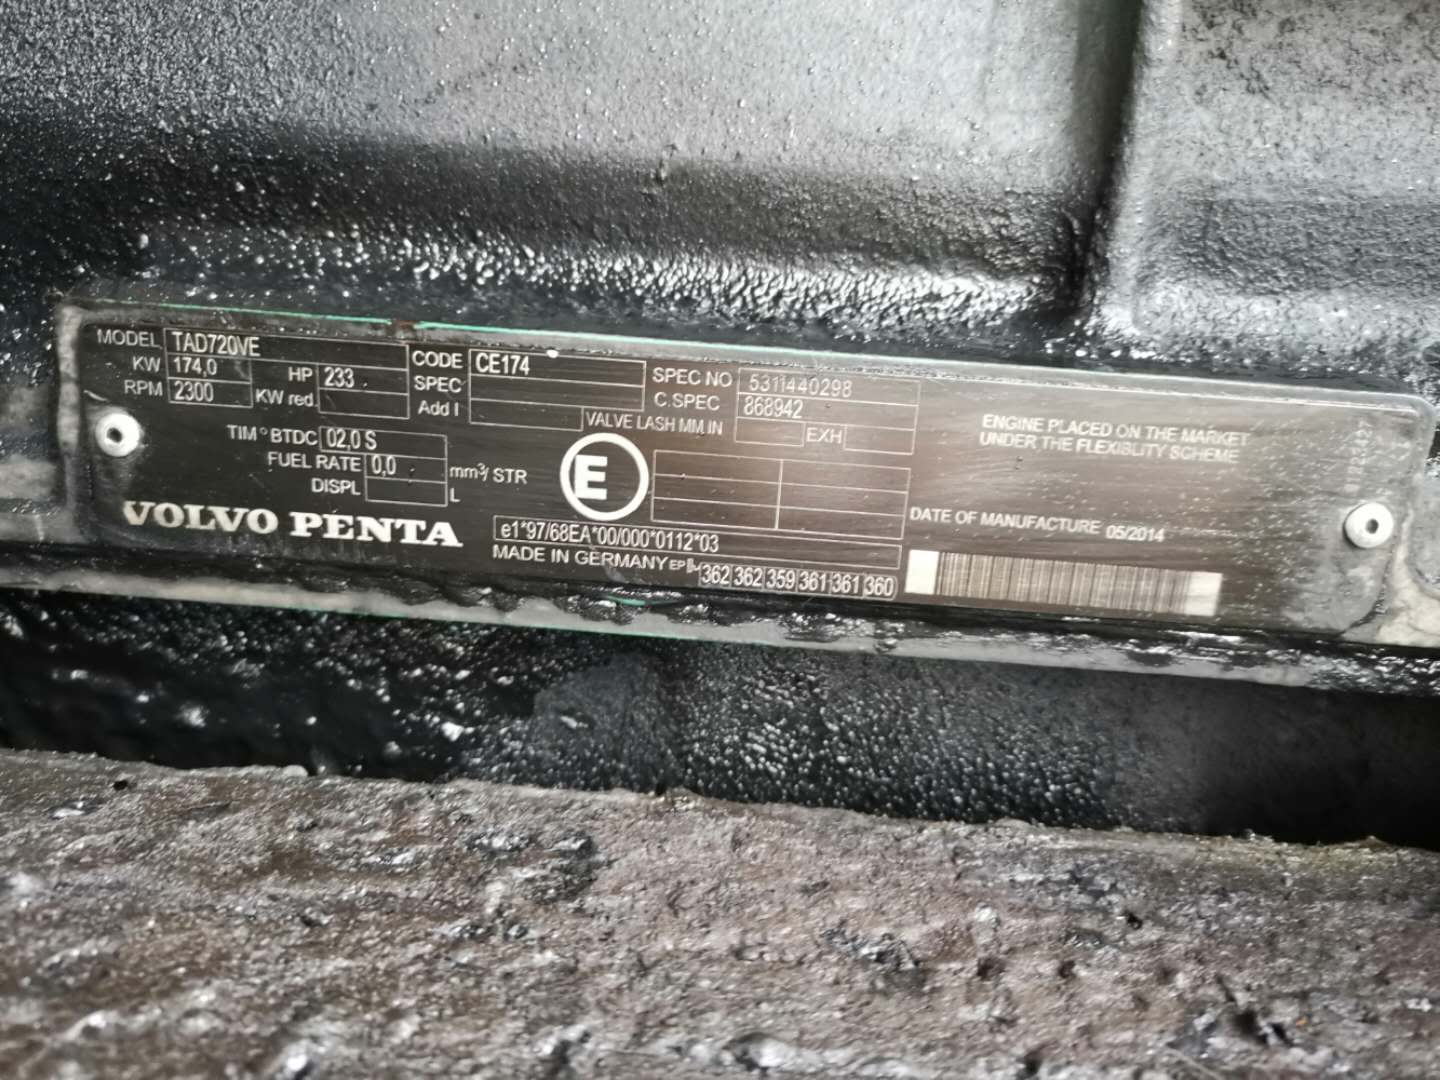 MODEL TAD720VE
KW 174,0 HP 233
RPM 2300 KW red.
CODE CE174
SPEC
Add I
SPEC NO 5311440298
C.SPEC 868942
VALVE LASH MM IN EXH
TIM °BTDC 02,0 S
FUEL RATE 0,0 mm³/STR
DISPL L
E
VOLVO PENTA
e1*97/68EA*00/000*0112*03
MADE IN GERMANY EP 362 362 359 361 361 360
ENGINE PLACED ON THE MARKET
UNDER THE FLEXIBLITY SCHEME
DATE OF MANUFACTURE 05/2014